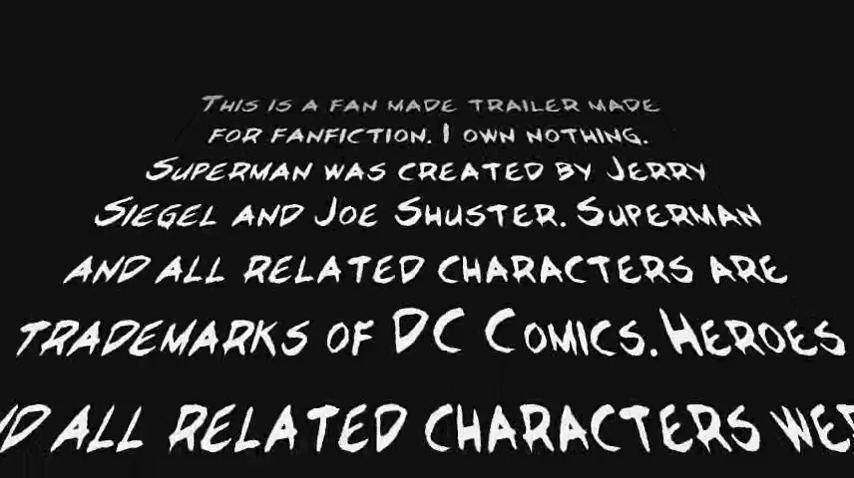 This is a fan made trailer made
for fanfiction. I own nothing.
Superman was created by Jerry
Siegel and Joe Shuster. Superman
and all related characters are
trademarks of DC Comics. Heroes
all related characters